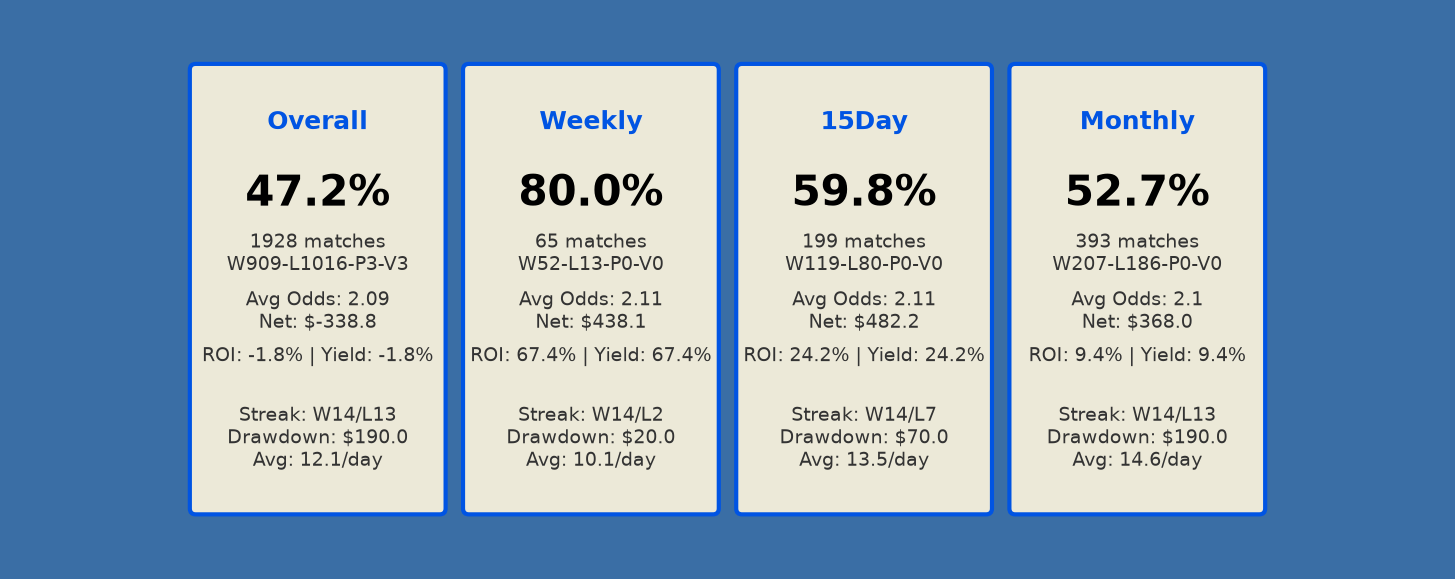 Overall
47.2%
1928 matches
W909-L1016-P3-V3
Avg Odds: 2.09
Net: $-338.8
ROI: -1.8% | Yield: -1.8%
Streak: W14/L13
Drawdown: $190.0
Avg: 12.1/day
Weekly
80.0%
65 matches
W52-L13-P0-V0
Avg Odds: 2.11
Net: $438.1
ROI: 67.4% | Yield: 67.4%
Streak: W14/L2
Drawdown: $20.0
Avg: 10.1/day
15Day
59.8%
199 matches
W119-L80-P0-V0
Avg Odds: 2.11
Net: $482.2
ROI: 24.2% | Yield: 24.2%
Streak: W14/L7
Drawdown: $70.0
Avg: 13.5/day
Monthly
52.7%
393 matches
W207-L186-P0-V0
Avg Odds: 2.1
Net: $368.0
ROI: 9.4% | Yield: 9.4%
Streak: W14/L13
Drawdown: $190.0
Avg: 14.6/day